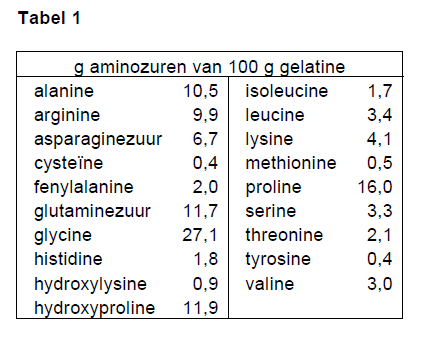 Tabel 1
g aminozuren van 100 g gelatine
alanine 10,5 isoleucine 1,7
arginine 9,9 leucine 3,4
asparaginezuur 6,7 lysine 4,1
cysteïne 0,4 methionine 0,5
fenylalanine 2,0 proline 16,0
glutaminezuur 11,7 serine 3,3
glycine 27,1 threonine 2,1
histidine 1,8 tyrosine 0,4
hydroxylysine 0,9 valine 3,0
hydroxyproline 11,9